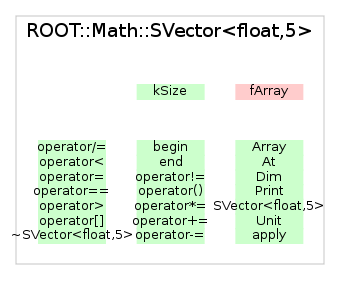 ROOT::Math::SVector<float,5>
kSize fArray
operator/= begin Array
operator< end At
operator= operator!= Dim
operator== operator() Print
operator> operator*= SVector<float,5>
operator[] operator+= Unit
~SVector<float,5> operator-= apply